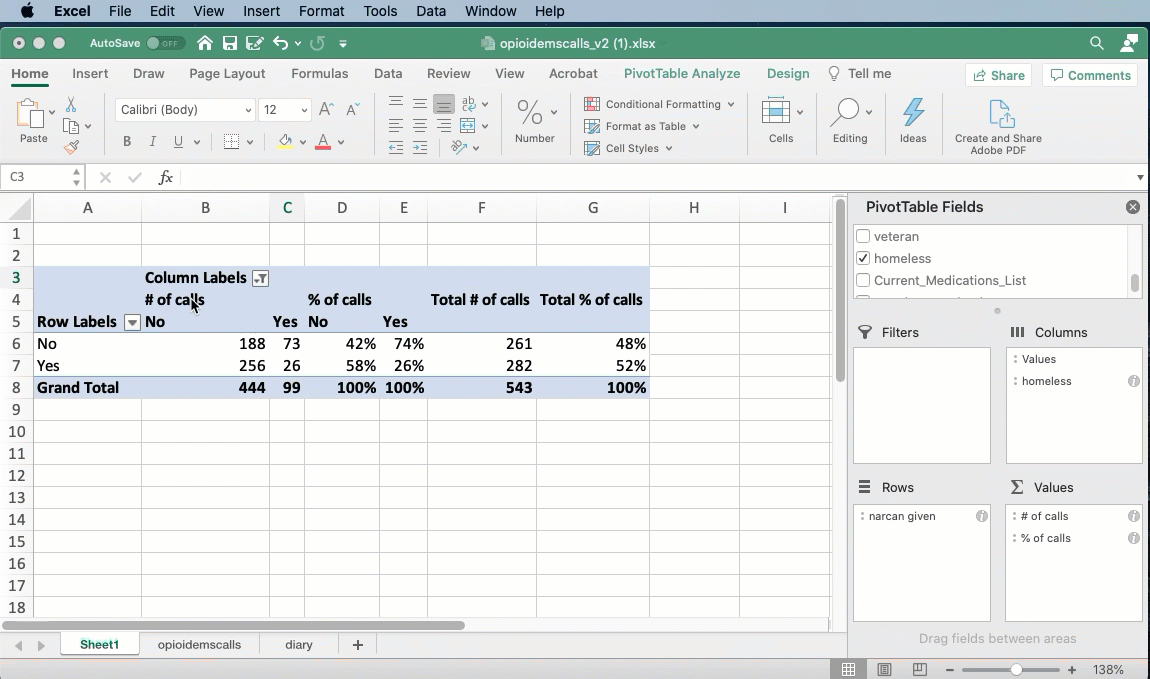 Excel File Edit View Insert Format Tools Data Window Help
AutoSave OFF opioidemscalls_v2 (1).xlsx
Home Insert Draw Page Layout Formulas Data Review View Acrobat PivotTable Analyze Design Tell me Share Comments
Paste Calibri (Body) 12 A A ab Number Conditional Formatting Cells Editing Ideas Create and Share
B I U A Format as Table Adobe PDF
Cell Styles
C3 fx
A B C D E F G H I
PivotTable Fields
veteran
homeless
Current_Medications_List
1
2
3 Column Labels
4 # of calls % of calls Total # of calls Total % of calls
5 Row Labels No Yes No Yes
6 No 188 73 42% 74% 261 48%
7 Yes 256 26 58% 26% 282 52%
8 Grand Total 444 99 100% 100% 543 100%
9
10
11
12
13
14
15
16
17
18
Filters Columns
Values
homeless
Rows Values
narcan given # of calls
% of calls
Drag fields between areas
Sheet1 opioidemscalls diary
138%